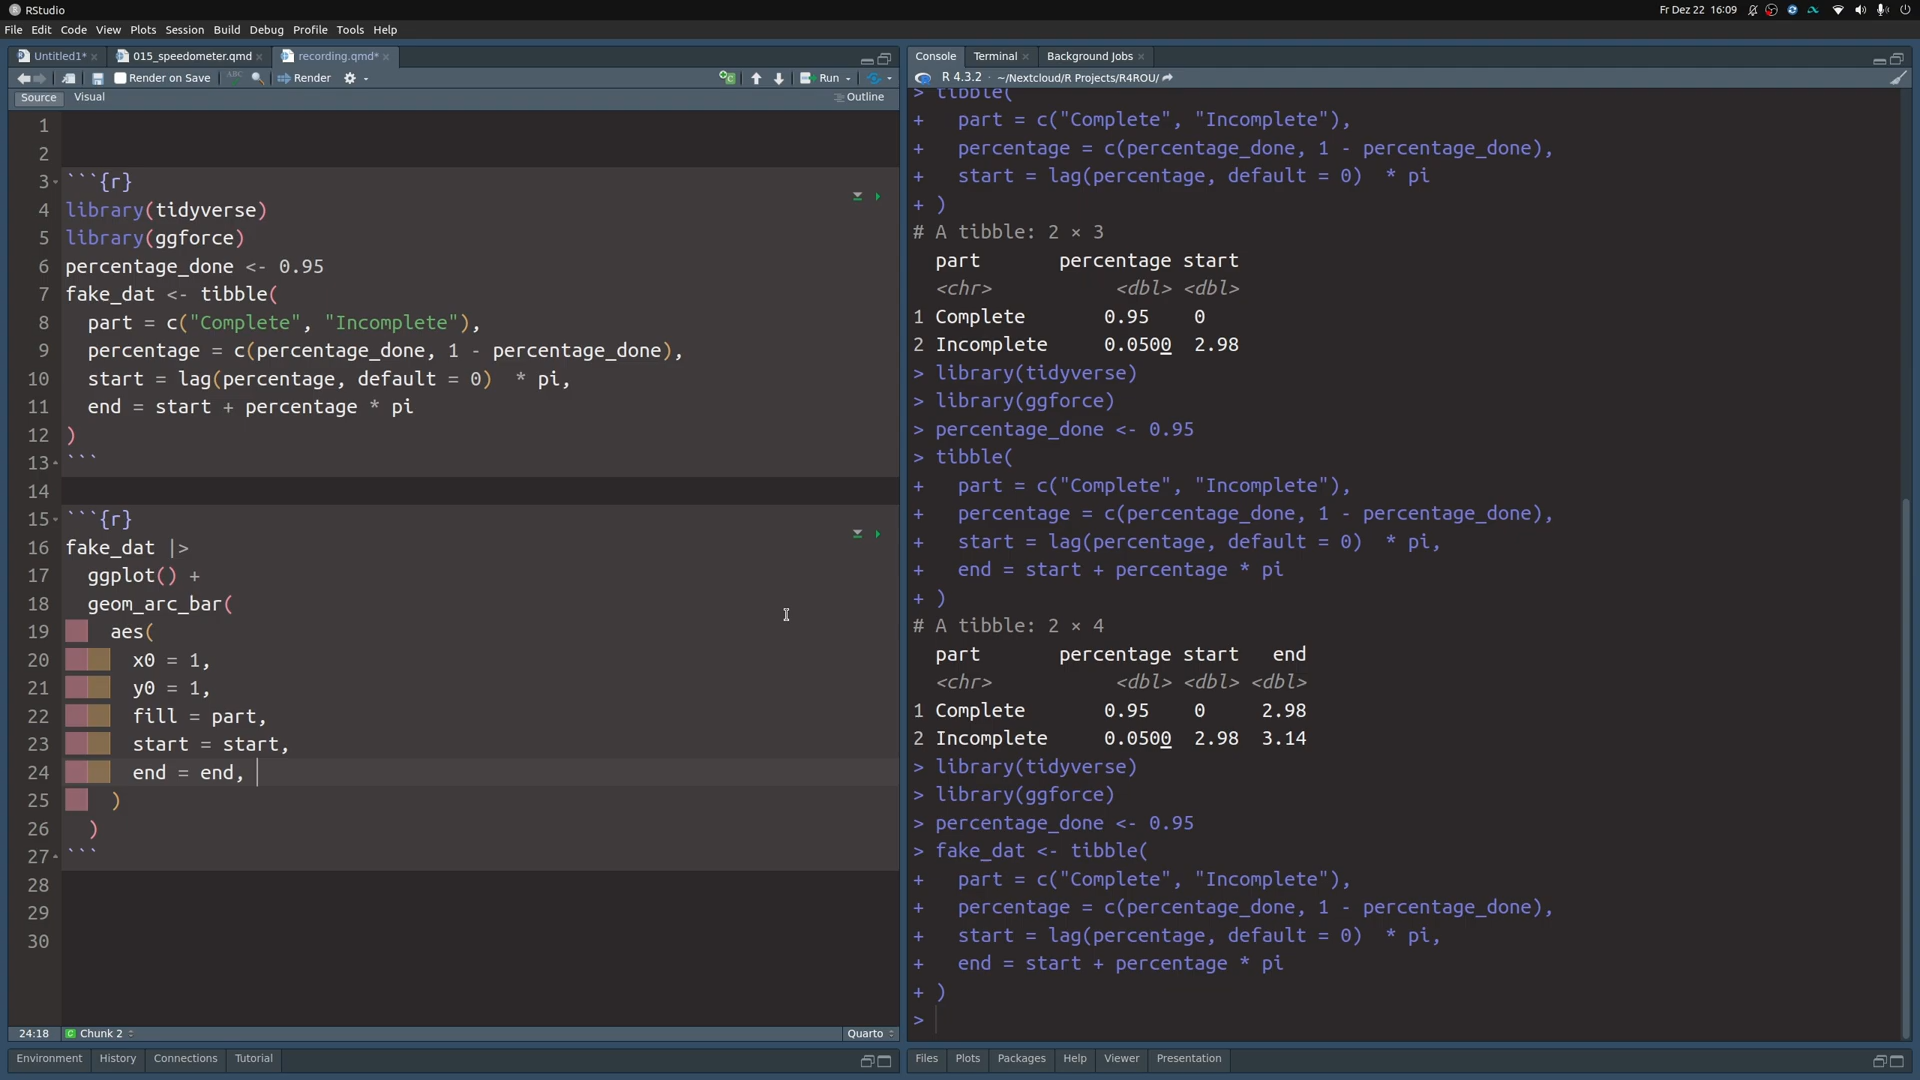 RStudio
Fr Dez 22 16:09
File Edit Code View Plots Session Build Debug Profile Tools Help
Untitled1* 015_speedometer.qmd recording.qmd*
Render on Save ABC Render Run
Source Visual Outline
1
2
3 ```{r}
4 library(tidyverse)
5 library(ggforce)
6 percentage_done <- 0.95
7 fake_dat <- tibble(
8 part = c("Complete", "Incomplete"),
9 percentage = c(percentage_done, 1 - percentage_done),
10 start = lag(percentage, default = 0)  * pi,
11 end = start + percentage * pi
12 )
13 ```
14
15 ```{r}
16 fake_dat |>
17 ggplot() +
18 geom_arc_bar(
19 aes(
20 x0 = 1,
21 y0 = 1,
22 fill = part,
23 start = start,
24 end = end,
25 )
26 )
27 ```
28
29
30
24:18 C Chunk 2 Quarto
Environment History Connections Tutorial
Console Terminal Background Jobs
R 4.3.2 · ~/Nextcloud/R Projects/R4ROU/
> tibble(
+ part = c("Complete", "Incomplete"),
+ percentage = c(percentage_done, 1 - percentage_done),
+ start = lag(percentage, default = 0)  * pi
+ )
# A tibble: 2 × 3
part percentage start
<chr> <dbl> <dbl>
1 Complete 0.95 0
2 Incomplete 0.0500 2.98
> library(tidyverse)
> library(ggforce)
> percentage_done <- 0.95
> tibble(
+ part = c("Complete", "Incomplete"),
+ percentage = c(percentage_done, 1 - percentage_done),
+ start = lag(percentage, default = 0)  * pi,
+ end = start + percentage * pi
+ )
# A tibble: 2 × 4
part percentage start end
<chr> <dbl> <dbl> <dbl>
1 Complete 0.95 0 2.98
2 Incomplete 0.0500 2.98 3.14
> library(tidyverse)
> library(ggforce)
> percentage_done <- 0.95
> fake_dat <- tibble(
+ part = c("Complete", "Incomplete"),
+ percentage = c(percentage_done, 1 - percentage_done),
+ start = lag(percentage, default = 0)  * pi,
+ end = start + percentage * pi
+ )
>
Files Plots Packages Help Viewer Presentation